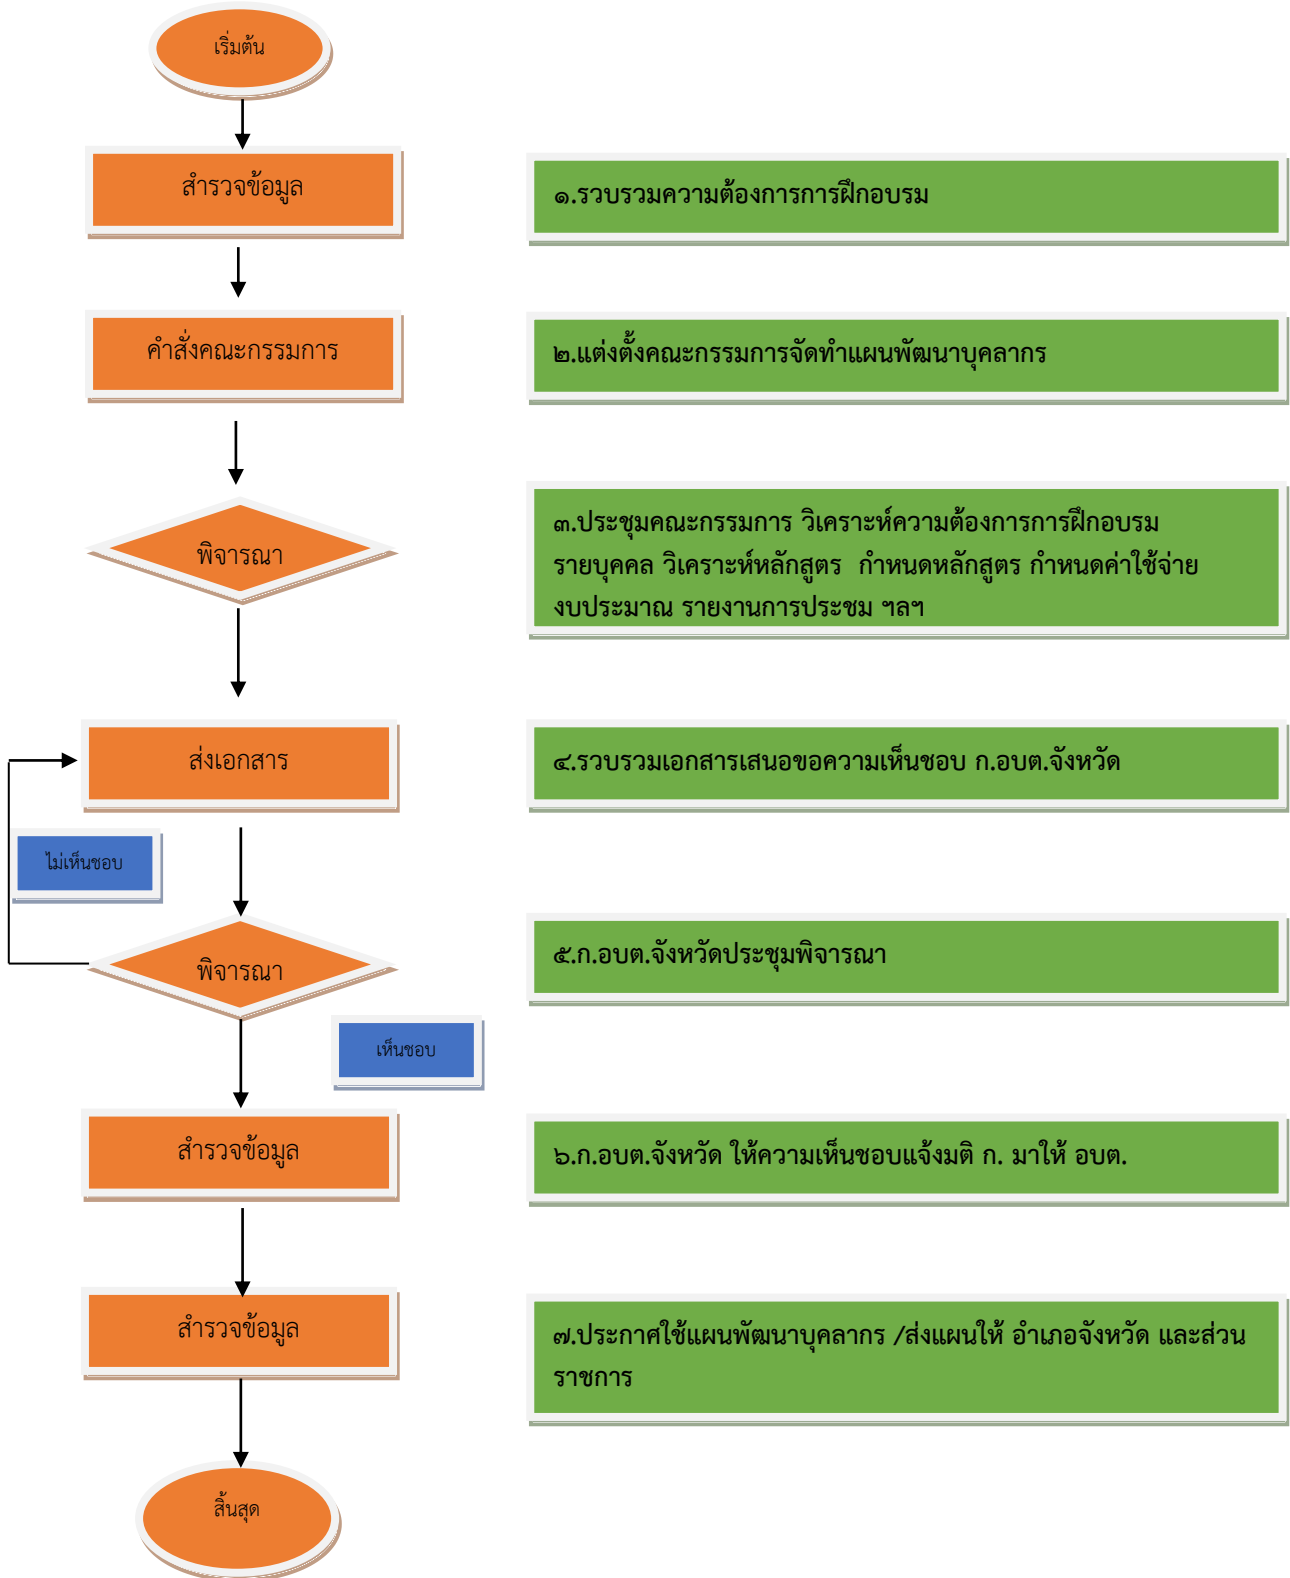 เริ่มต้น
สำรวจข้อมูล
๑.รวบรวมความต้องการการฝึกอบรม
คำสั่งคณะกรรมการ
๒.แต่งตั้งคณะกรรมการจัดทำแผนพัฒนาบุคลากร
พิจารณา
๓.ประชุมคณะกรรมการ วิเคราะห์ความต้องการการฝึกอบรม
รายบุคคล วิเคราะห์หลักสูตร กำหนดหลักสูตร กำหนดค่าใช้จ่าย
งบประมาณ รายงานการประชม ฯลฯ
ส่งเอกสาร
๔.รวบรวมเอกสารเสนอขอความเห็นชอบ ก.อบต.จังหวัด
ไม่เห็นชอบ
พิจารณา
๕.ก.อบต.จังหวัดประชุมพิจารณา
เห็นชอบ
สำรวจข้อมูล
๖.ก.อบต.จังหวัด ให้ความเห็นชอบแจ้งมติ ก. มาให้ อบต.
สำรวจข้อมูล
๗.ประกาศใช้แผนพัฒนาบุคลากร /ส่งแผนให้ อำเภอจังหวัด และส่วน
ราชการ
สิ้นสุด